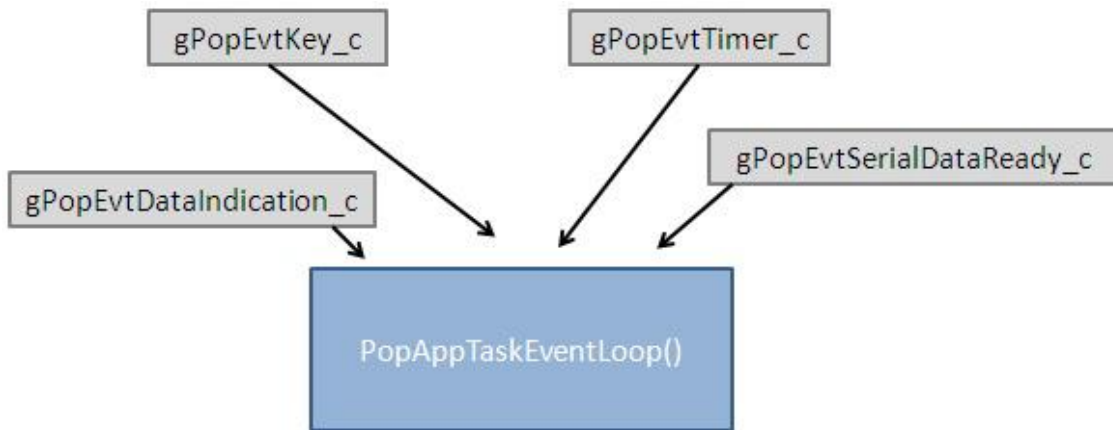 gPopEvtKey_c
gPopEvtTimer_c
gPopEvtSerialDataReady_c
gPopEvtDataIndication_c
PopAppTaskEventLoop()